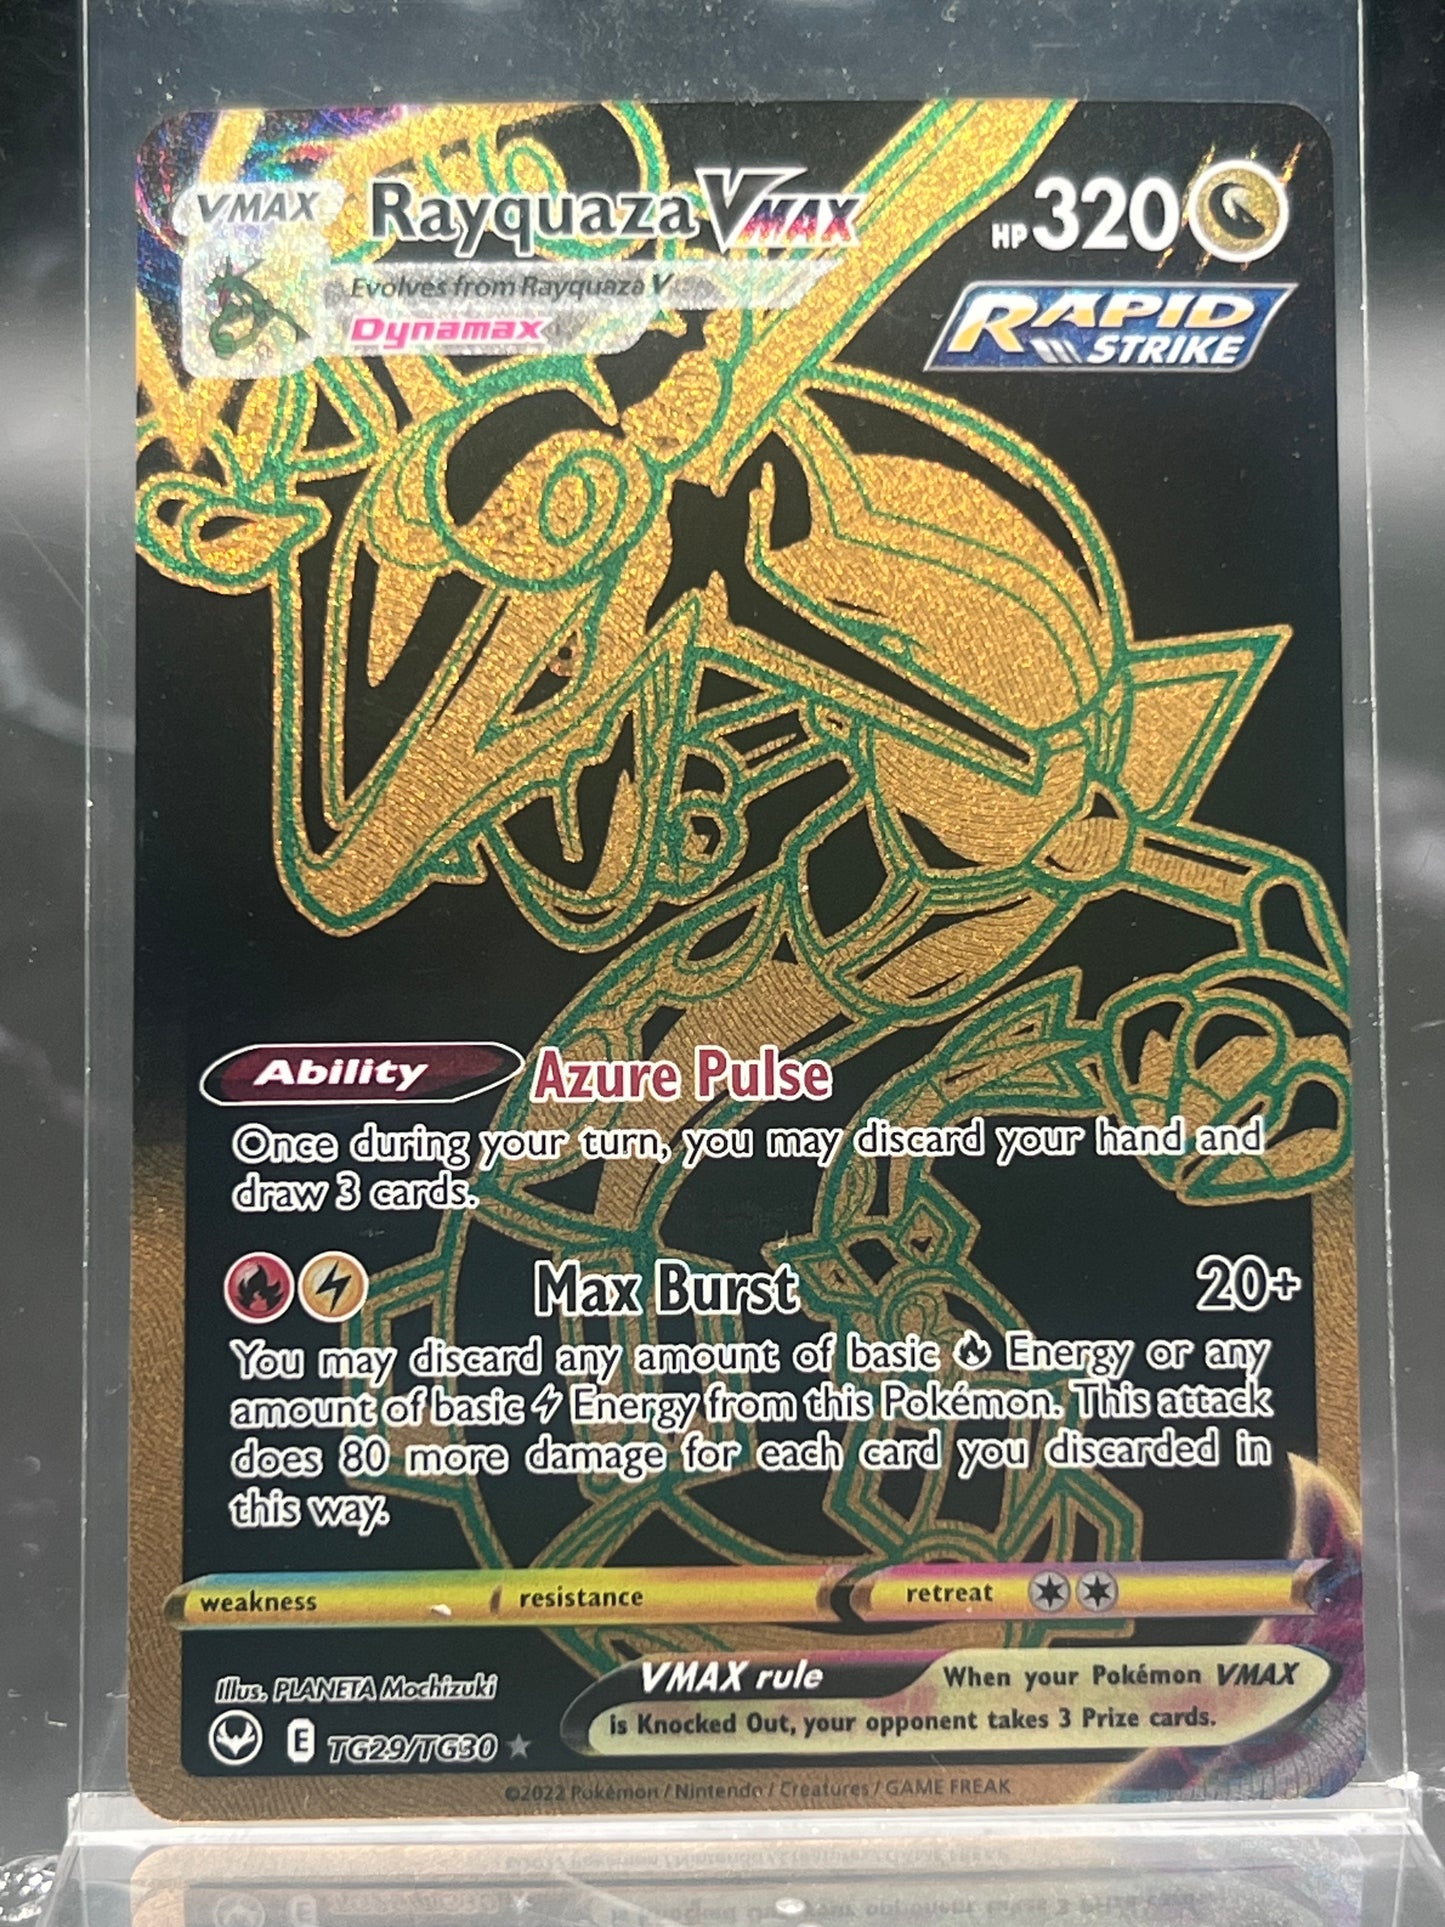 VMAX Rayquaza VMAX HP 320
Evolves from Rayquaza V
Dynamax
RAPID
STRIKE
Ability Azure Pulse
Once during your turn, you may discard your hand and
draw 3 cards.
Max Burst 20+
You may discard any amount of basic Energy or any
amount of basic Energy from this Pokémon. This attack
does 80 more damage for each card you discarded in
this way.
weakness resistance retreat
Illus. PLANETA Mochizuki
VMAX rule When your Pokémon VMAX
is Knocked Out, your opponent takes 3 Prize cards.
E TG29/TG30
©2022 Pokémon / Nintendo / Creatures / GAME FREAK